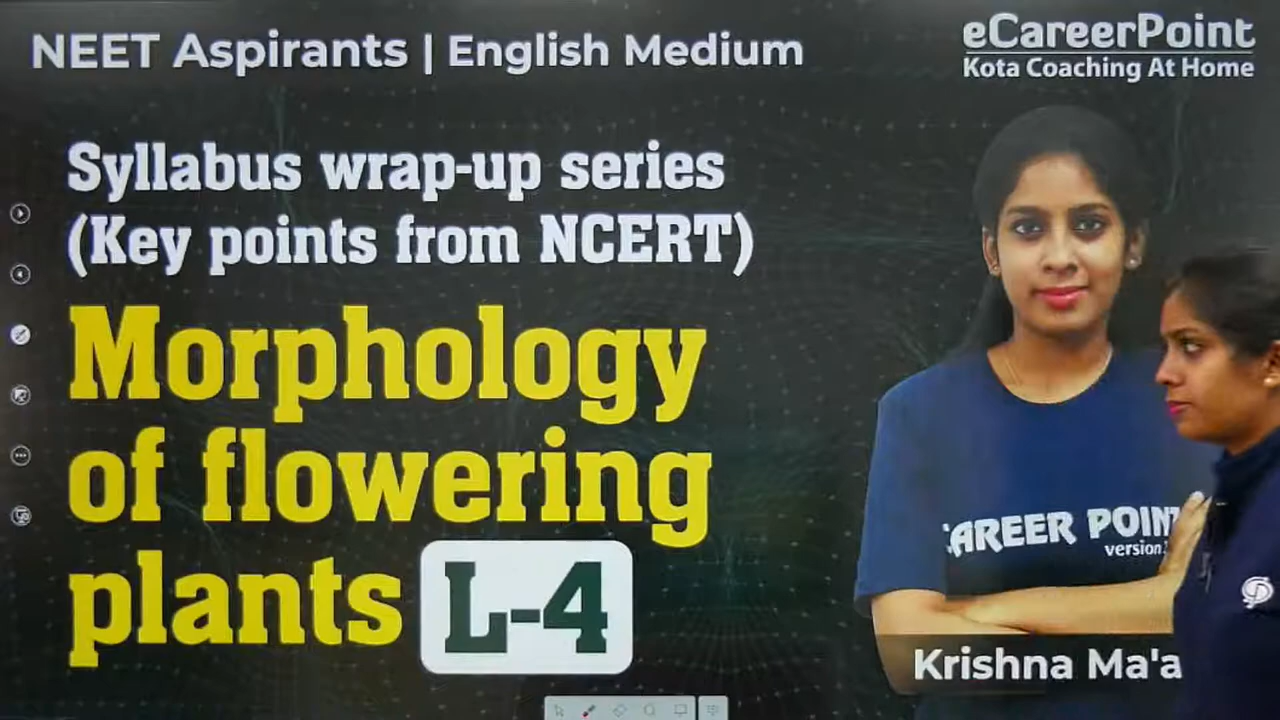 NEET Aspirants | English Medium
eCareerPoint
Kota Coaching At Home
Syllabus wrap-up series
(Key points from NCERT)
Morphology
of flowering
plants L-4
AREER POIN
version
Krishna Ma'a